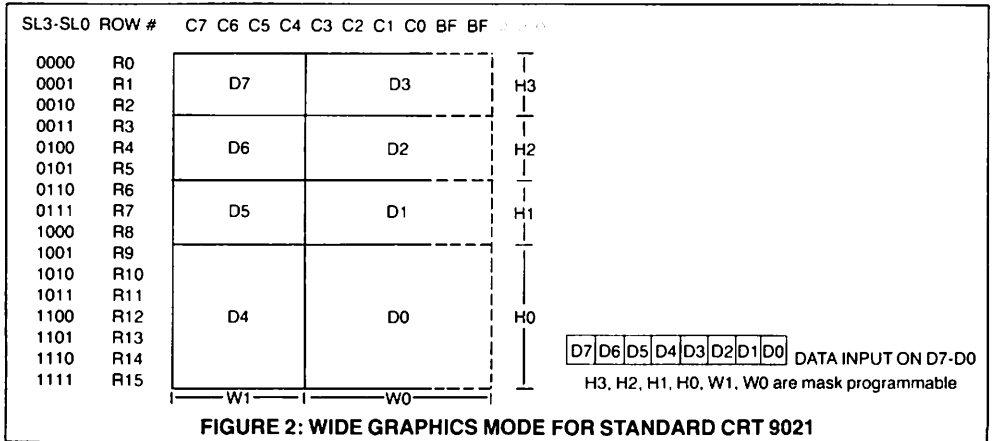 SL3-SL0 ROW # C7 C6 C5 C4 C3 C2 C1 C0 BF BF
0000 R0
0001 R1 D7 D3 H3
0010 R2
0011 R3
0100 R4 D6 D2 H2
0101 R5
0110 R6
0111 R7 D5 D1 H1
1000 R8
1001 R9
1010 R10
1011 R11
1100 R12 D4 D0 H0
1101 R13
1110 R14
1111 R15
W1 W0
D7 D6 D5 D4 D3 D2 D1 D0 DATA INPUT ON D7-D0
H3, H2, H1, H0, W1, W0 are mask programmable
FIGURE 2: WIDE GRAPHICS MODE FOR STANDARD CRT 9021